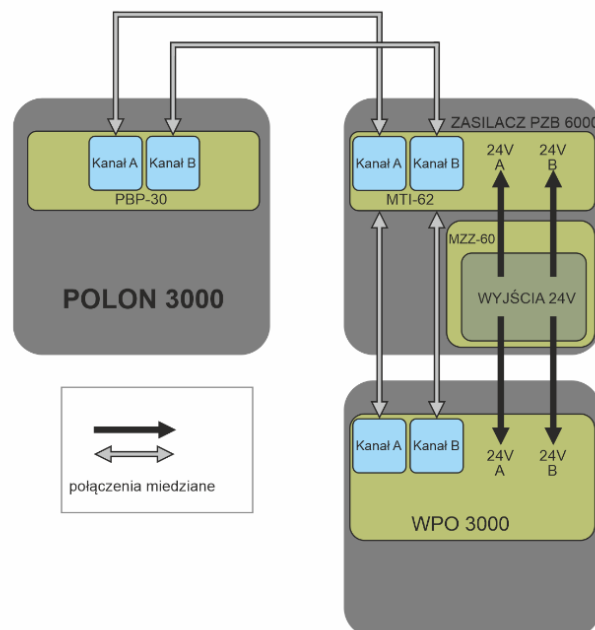 ZASILACZ PZB 6000
Kanał A
Kanał B
PBP-30
POLON 3000
Kanał A
Kanał B
24V
A
24V
B
MTI-62
MZZ-60
WYJŚCIA 24V
Kanał A
Kanał B
24V
A
24V
B
WPO 3000
połączenia miedziane